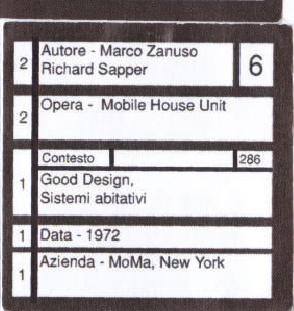 2 Autore - Marco Zanuso 6
Richard Sapper
2 Opera - Mobile House Unit
Contesto 286
1 Good Design,
Sistemi abitativi
1 Data - 1972
1 Azienda - MoMa, New York